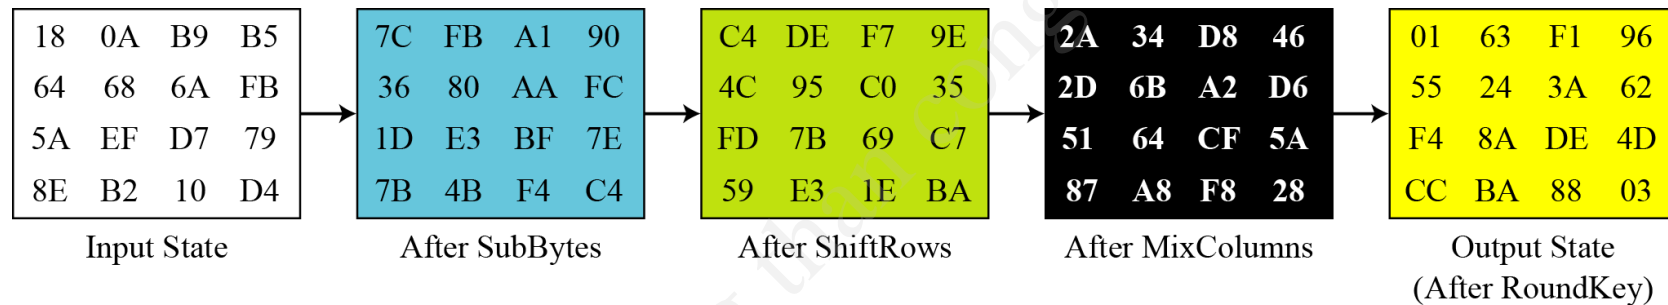 18 0A B9 B5 7C FB A1 90 C4 DE F7 9E 2A 34 D8 46 01 63 F1 96
64 68 6A FB 36 80 AA FC 4C 95 C0 35 2D 6B A2 D6 55 24 3A 62
5A EF D7 79 1D E3 BF 7E FD 7B 69 C7 51 64 CF 5A F4 8A DE 4D
8E B2 10 D4 7B 4B F4 C4 59 E3 1E BA 87 A8 F8 28 CC BA 88 03
Input State After SubBytes After ShiftRows After MixColumns Output State
(After RoundKey)
than cong